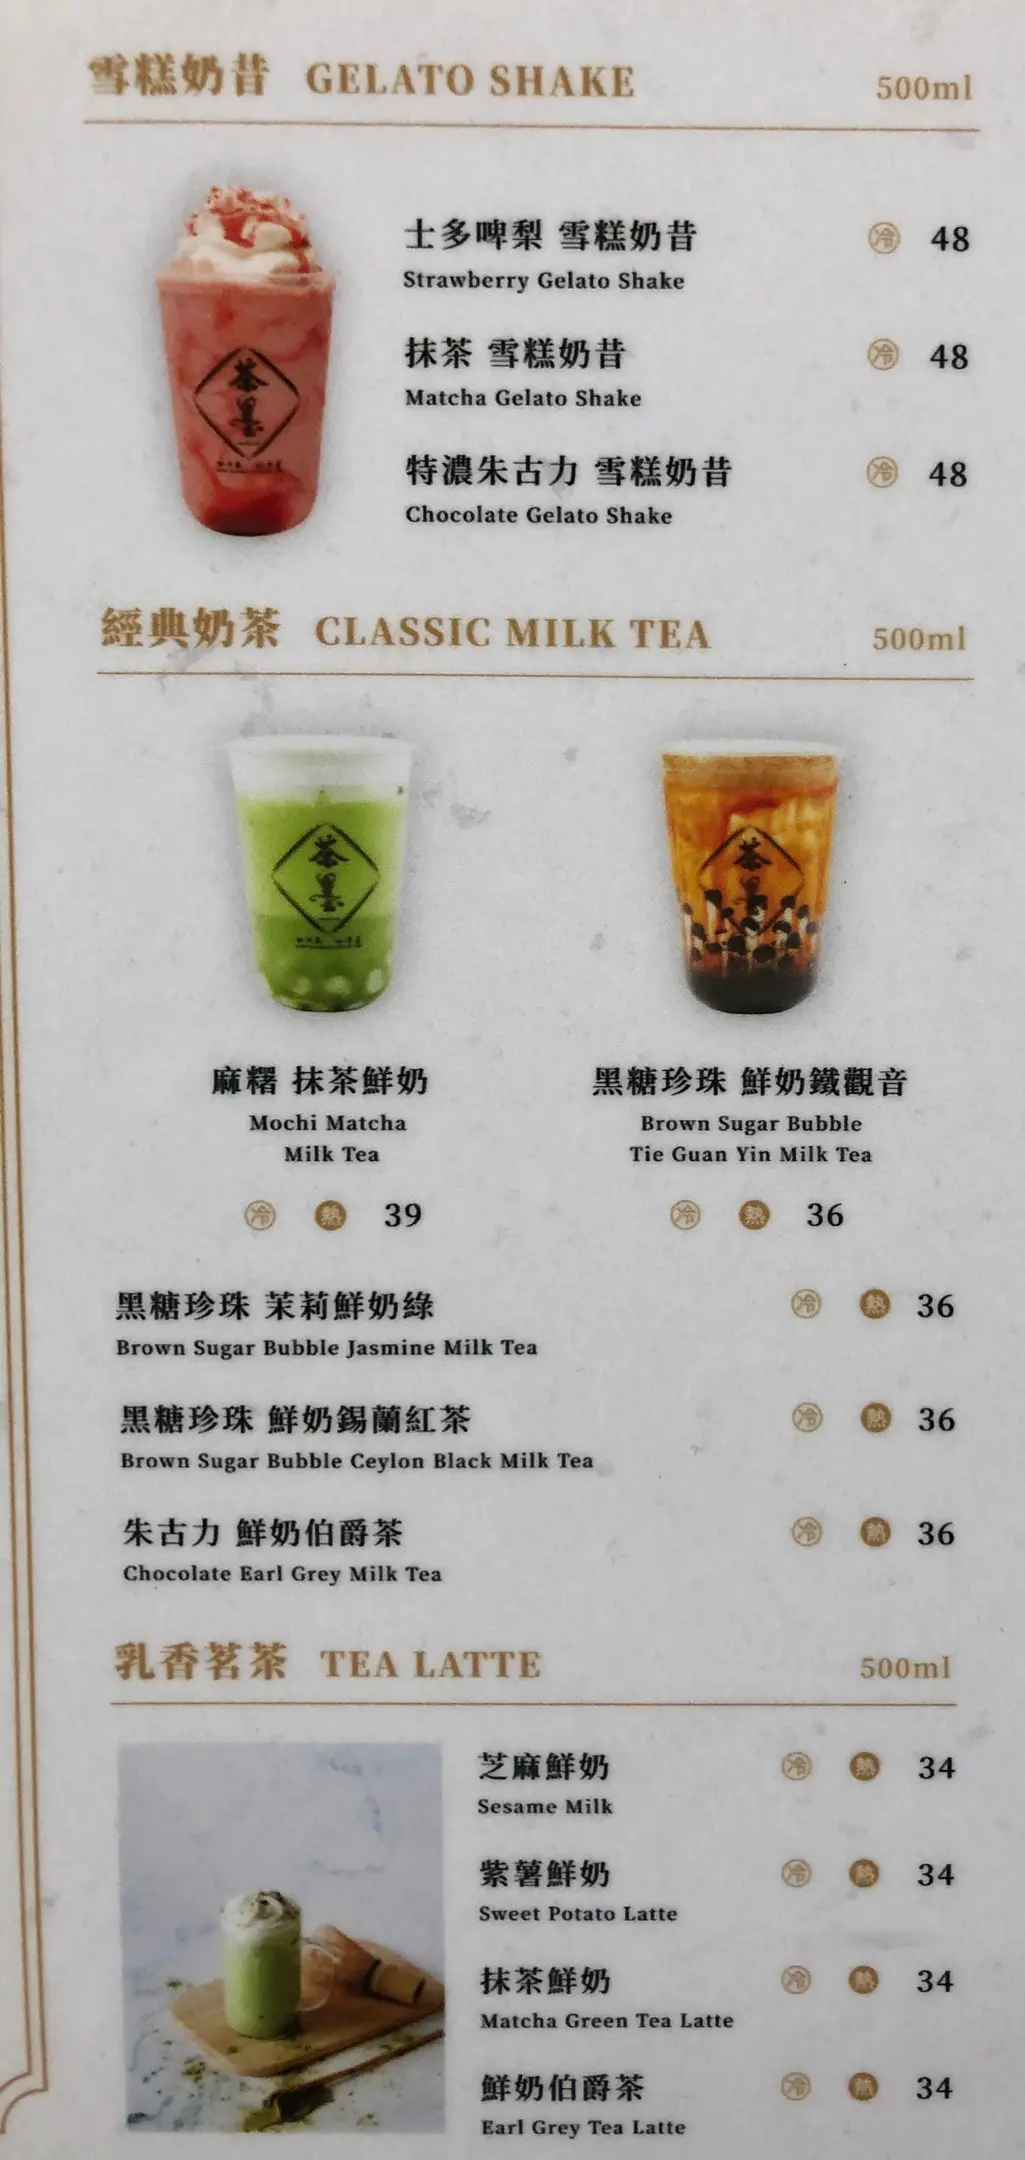 雪糕奶昔 GELATO SHAKE 500ml
茶墨
士多啤梨 雪糕奶昔 冷 48
Strawberry Gelato Shake
抹茶 雪糕奶昔 冷 48
Matcha Gelato Shake
特濃朱古力 雪糕奶昔 冷 48
Chocolate Gelato Shake
經典奶茶 CLASSIC MILK TEA 500ml
茶墨
茶墨
麻糬 抹茶鮮奶
Mochi Matcha
Milk Tea
冷 熱 39
黑糖珍珠 鮮奶鐵觀音
Brown Sugar Bubble
Tie Guan Yin Milk Tea
冷 熱 36
黑糖珍珠 茉莉鮮奶綠 冷 熱 36
Brown Sugar Bubble Jasmine Milk Tea
黑糖珍珠 鮮奶錫蘭紅茶 冷 熱 36
Brown Sugar Bubble Ceylon Black Milk Tea
朱古力 鮮奶伯爵茶 冷 熱 36
Chocolate Earl Grey Milk Tea
乳香茗茶 TEA LATTE 500ml
芝麻鮮奶 冷 熱 34
Sesame Milk
紫薯鮮奶 冷 熱 34
Sweet Potato Latte
抹茶鮮奶 冷 熱 34
Matcha Green Tea Latte
鮮奶伯爵茶 冷 熱 34
Earl Grey Tea Latte